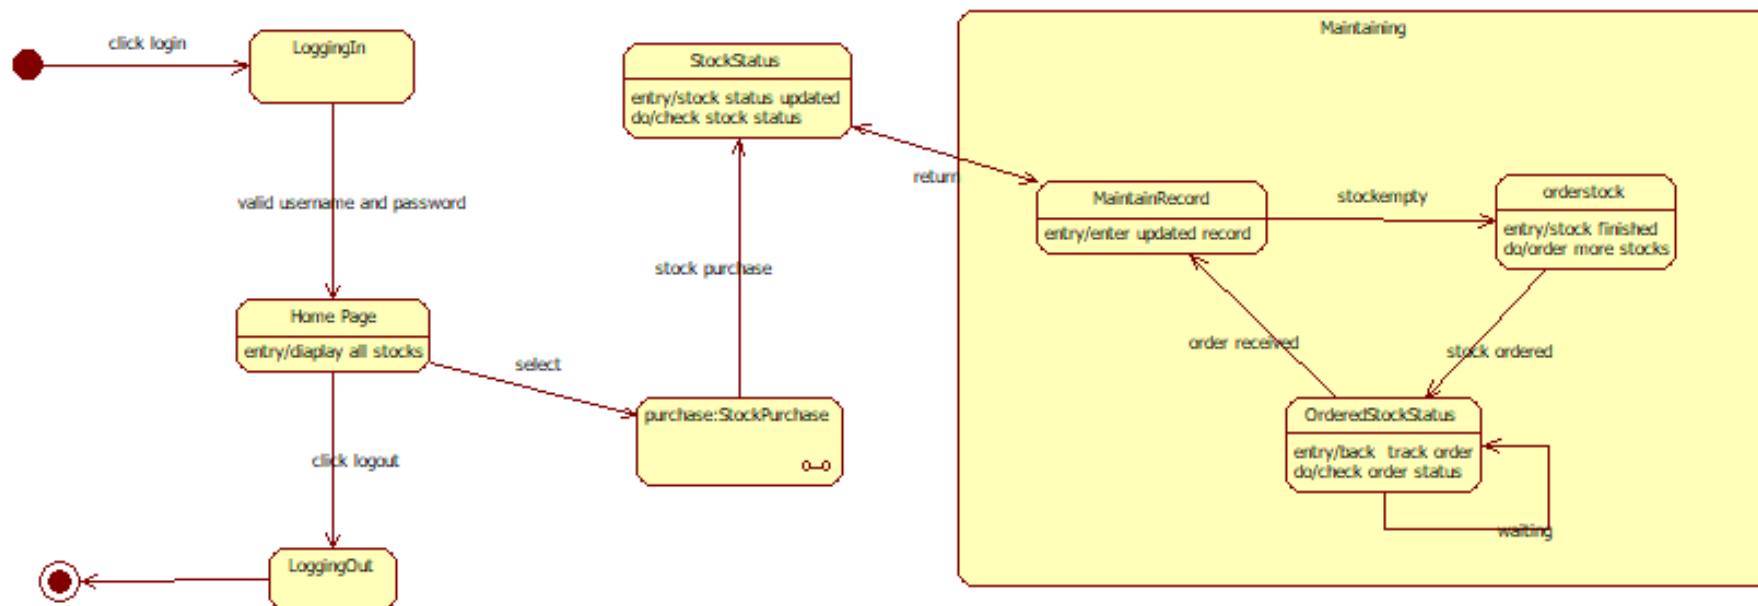 click login
LoggingIn
valid username and password
Home Page
entry/diaplay all stocks
select
click logout
LoggingOut
purchase:StockPurchase
stock purchase
StockStatus
entry/stock status updated
do/check stock status
return
Maintaining
MaintainRecord
entry/enter updated record
stockempty
orderstock
entry/stock finished
do/order more stocks
order received
stock ordered
OrderedStockStatus
entry/back track order
do/check order status
waiting